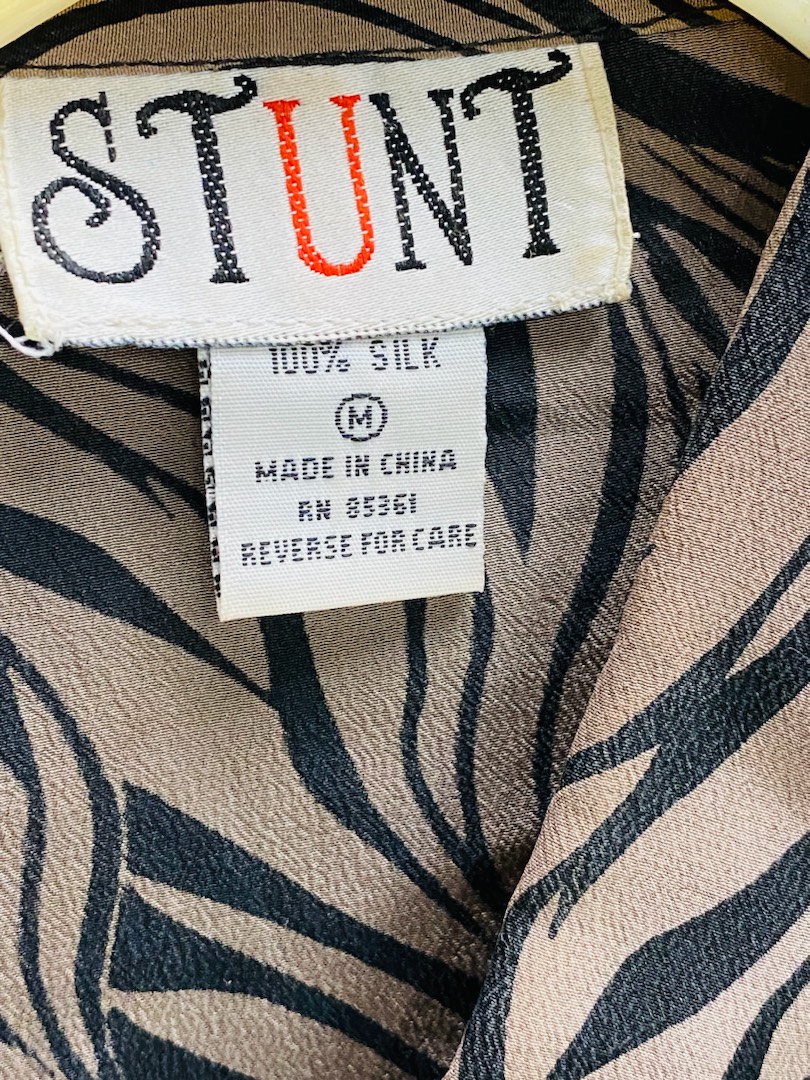 STUNT
100% SILK
M
MADE IN CHINA
RN 85361
REVERSE FOR CARE